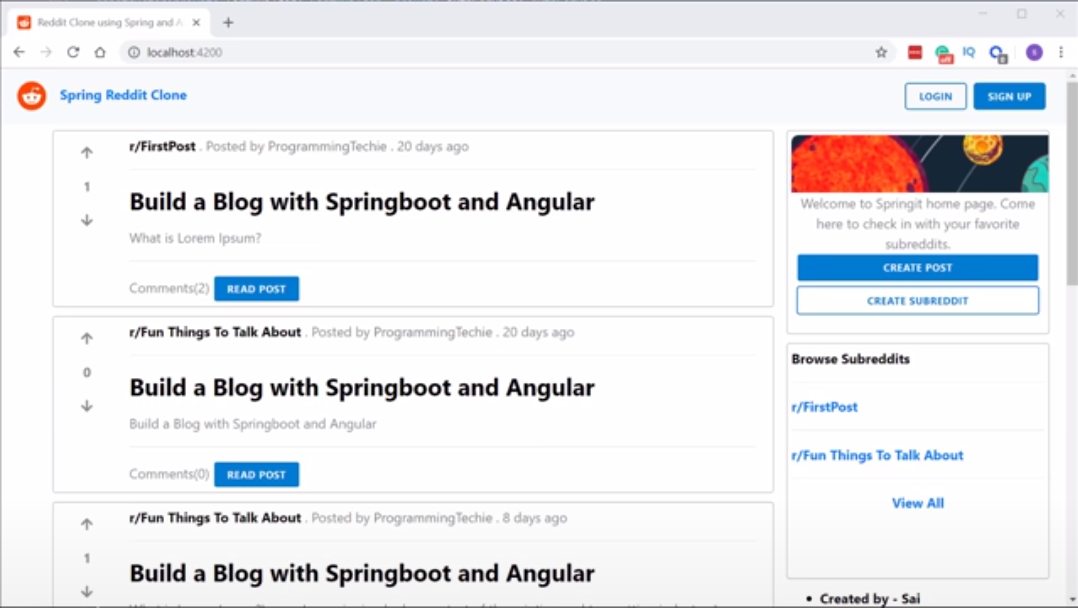 Reddit Clone using Spring and A
localhost:4200
IQ
off
0
S
Spring Reddit Clone
LOGIN
SIGN UP
r/FirstPost . Posted by ProgrammingTechie . 20 days ago
1
Build a Blog with Springboot and Angular
What is Lorem Ipsum?
Comments(2)
READ POST
r/Fun Things To Talk About . Posted by ProgrammingTechie . 20 days ago
0
Build a Blog with Springboot and Angular
Build a Blog with Springboot and Angular
Comments(0)
READ POST
r/Fun Things To Talk About . Posted by ProgrammingTechie . 8 days ago
1
Build a Blog with Springboot and Angular
Welcome to Springit home page. Come
here to check in with your favorite
subreddits.
CREATE POST
CREATE SUBREDDIT
Browse Subreddits
r/FirstPost
r/Fun Things To Talk About
View All
Created by - Sai